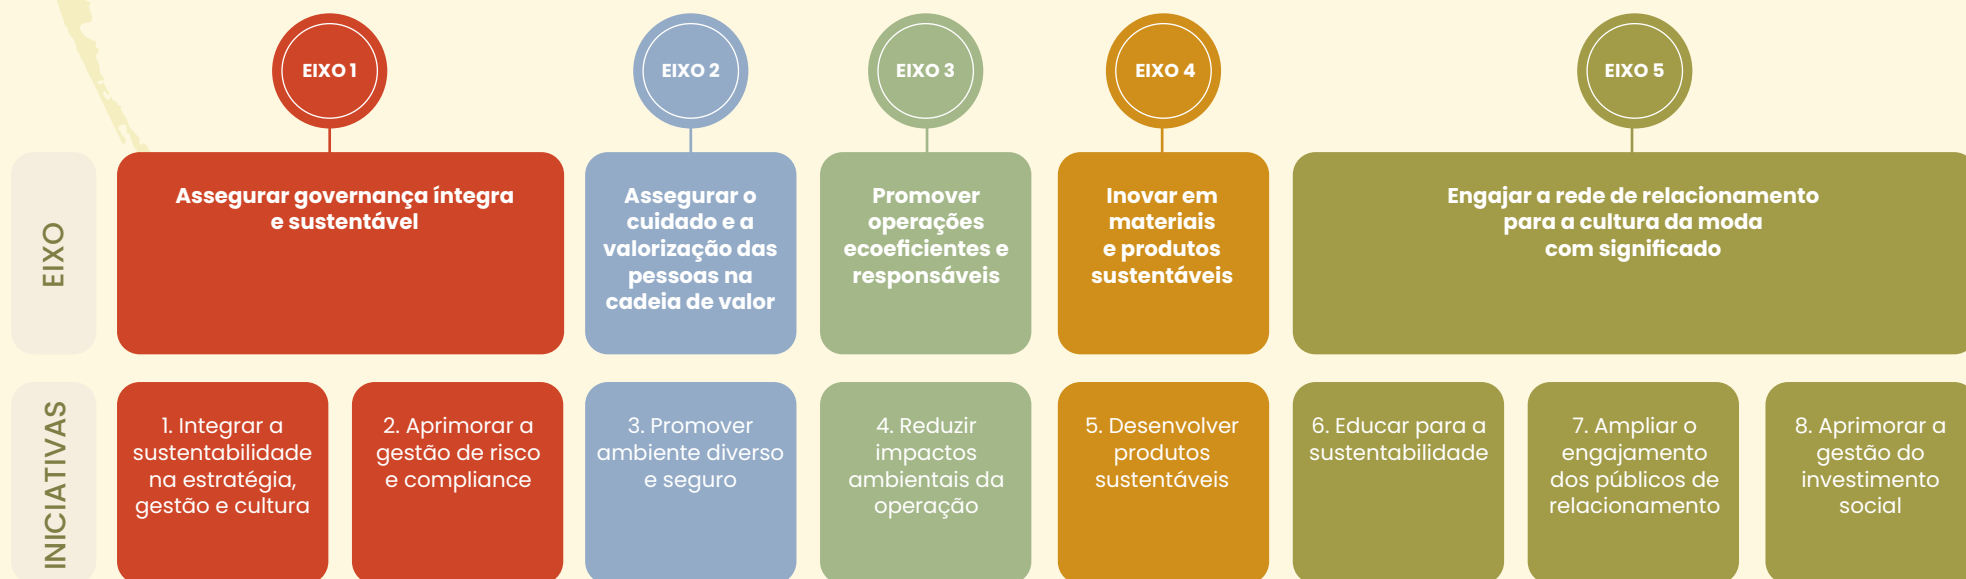 EIXO 1
EIXO 2
EIXO 3
EIXO 4
EIXO 5
EIXO
Assegurar governança íntegra
e sustentável
Assegurar o
cuidado e a
valorização das
pessoas na
cadeia de valor
Promover
operações
ecoeficientes e
responsáveis
Inovar em
materiais
e produtos
sustentáveis
Engajar a rede de relacionamento
para a cultura da moda
com significado
INICIATIVAS
1. Integrar a
sustentabilidade
na estratégia,
gestão e cultura
2. Aprimorar a
gestão de risco
e compliance
3. Promover
ambiente diverso
e seguro
4. Reduzir
impactos
ambientais da
operação
5. Desenvolver
produtos
sustentáveis
6. Educar para a
sustentabilidade
7. Ampliar o
engajamento
dos públicos de
relacionamento
8. Aprimorar a
gestão do
investimento
social